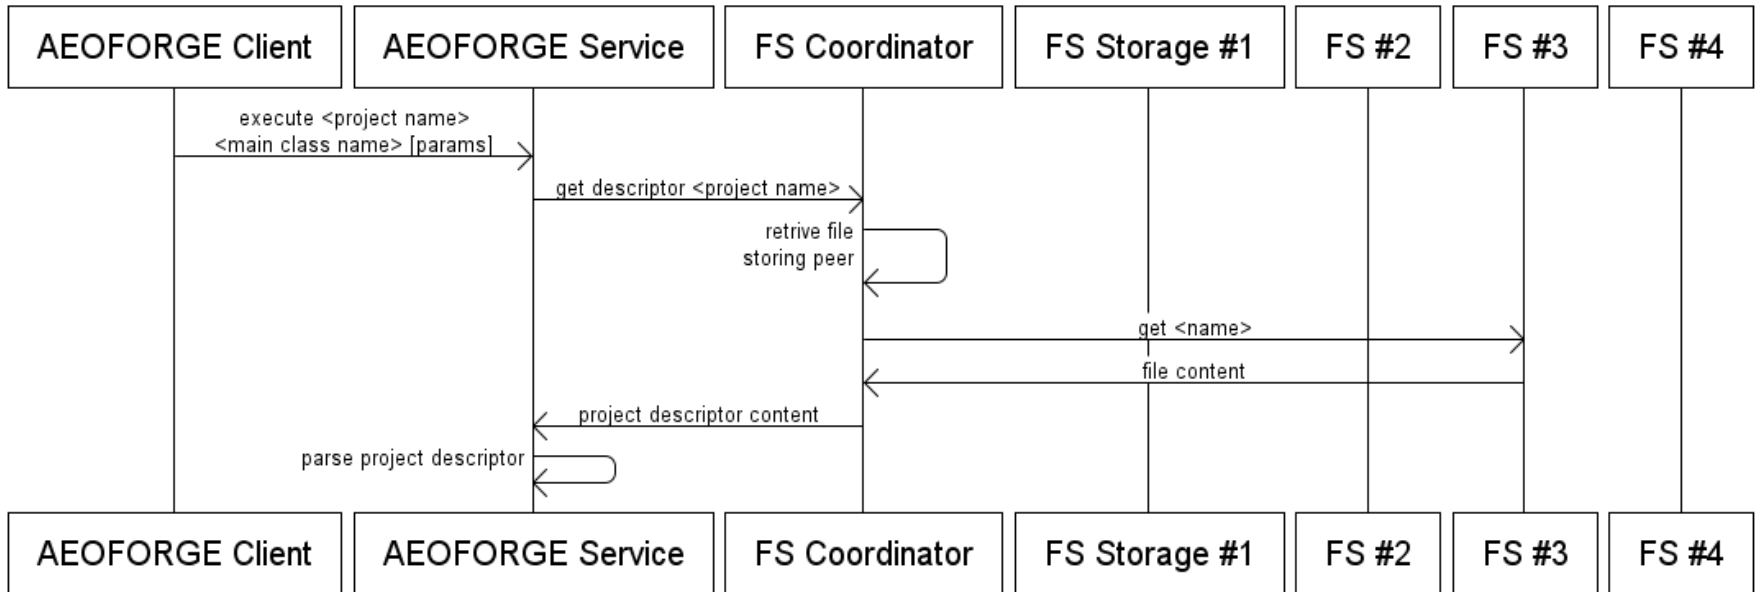 AEOFORGE Client
AEOFORGE Service
FS Coordinator
FS Storage #1
FS #2
FS #3
FS #4
execute <project name>
<main class name> [params]
get descriptor <project name>
retrive file
storing peer
get <name>
file content
project descriptor content
parse project descriptor
AEOFORGE Client
AEOFORGE Service
FS Coordinator
FS Storage #1
FS #2
FS #3
FS #4